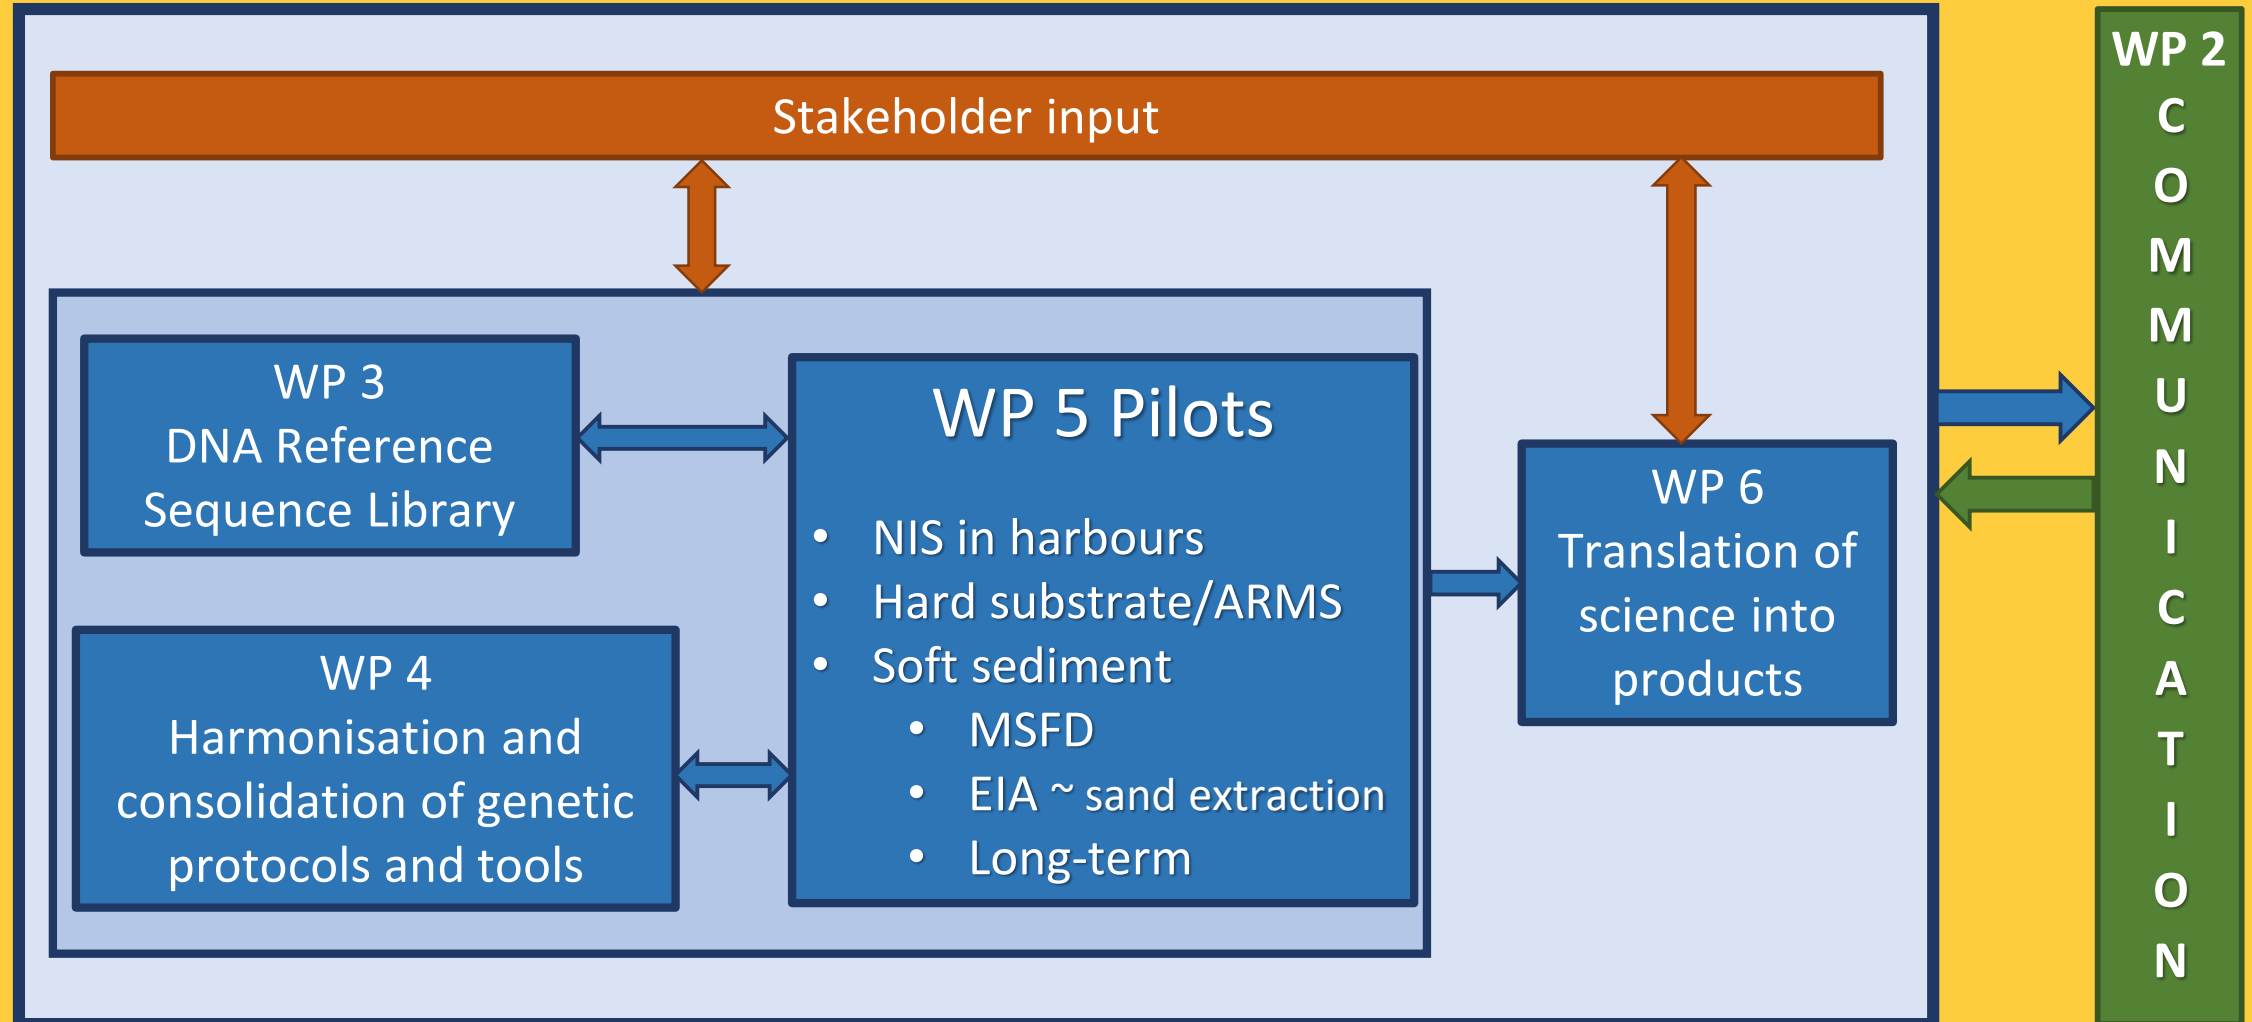 Stakeholder input
WP 3
DNA Reference
Sequence Library
WP 4
Harmonisation and
consolidation of genetic
protocols and tools
WP 5 Pilots
• NIS in harbours
• Hard substrate/ARMS
• Soft sediment
• MSFD
• EIA ~ sand extraction
• Long-term
WP 6
Translation of
science into
products
WP 2
C
O
M
M
U
N
I
C
A
T
I
O
N